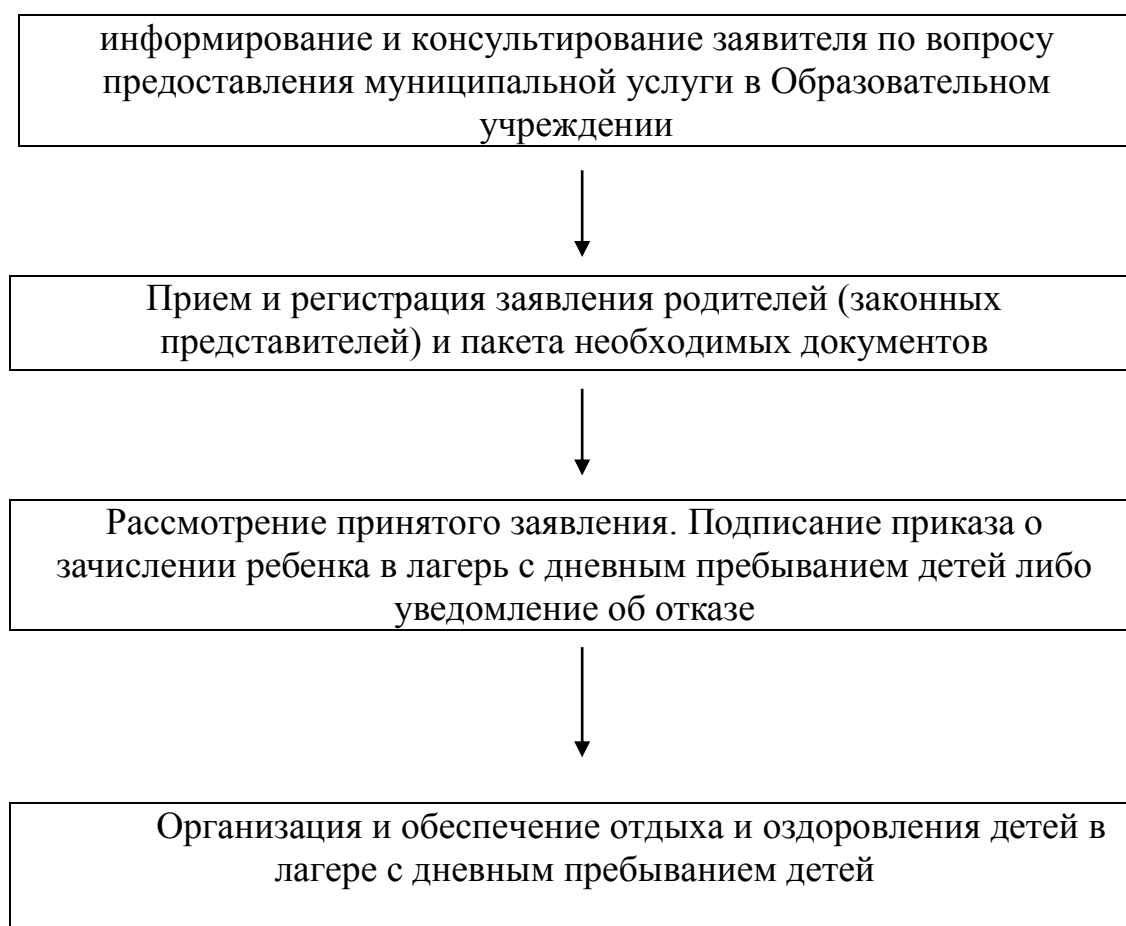 информирование и консультирование заявителя по вопросу
предоставления муниципальной услуги в Образовательном
учреждении
Прием и регистрация заявления родителей (законных
представителей) и пакета необходимых документов
Рассмотрение принятого заявления. Подписание приказа о
зачислении ребенка в лагерь с дневным пребыванием детей либо
уведомление об отказе
Организация и обеспечение отдыха и оздоровления детей в
лагере с дневным пребыванием детей